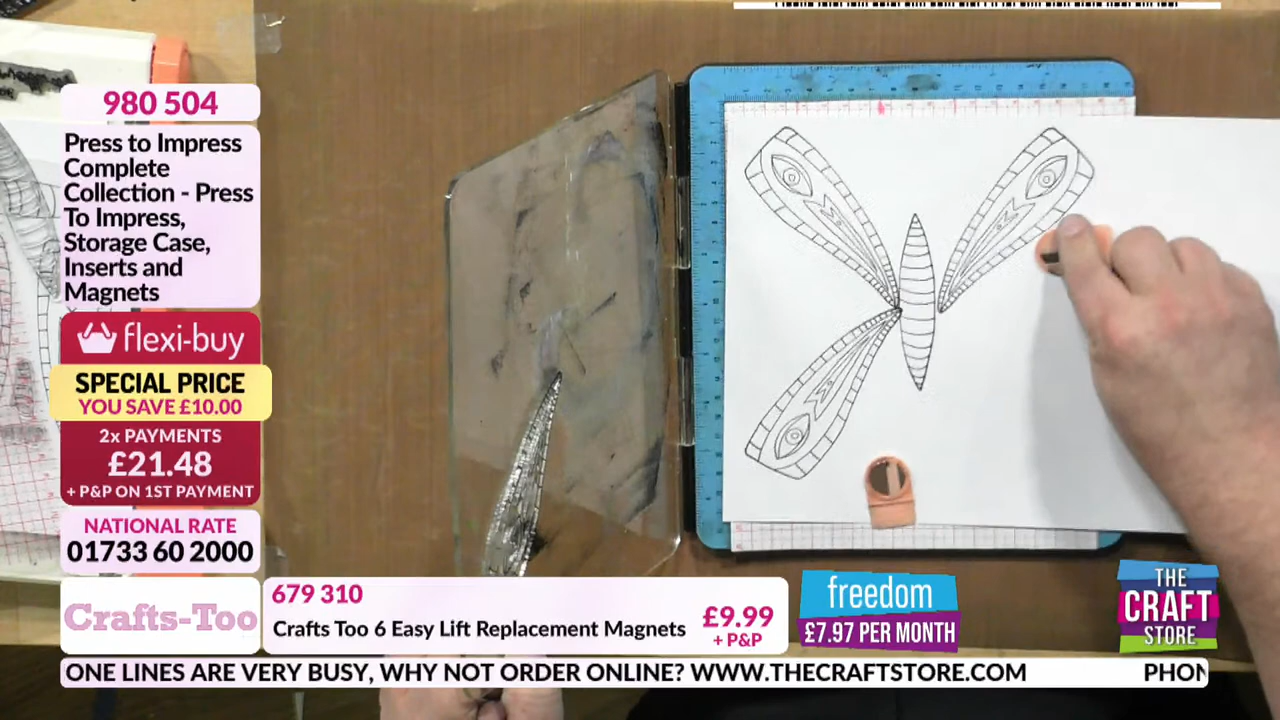 980 504
Press to Impress
Complete
Collection - Press
To Impress,
Storage Case,
Inserts and
Magnets
flexi-buy
SPECIAL PRICE
YOU SAVE £10.00
2x PAYMENTS
£21.48
+ P&P ON 1ST PAYMENT
NATIONAL RATE
01733 60 2000
Crafts-Too
679 310
Crafts Too 6 Easy Lift Replacement Magnets
£9.99
+ P&P
freedom
£7.97 PER MONTH
THE
CRAFT
STORE
ONE LINES ARE VERY BUSY, WHY NOT ORDER ONLINE? WWW.THECRAFTSTORE.COM PHON